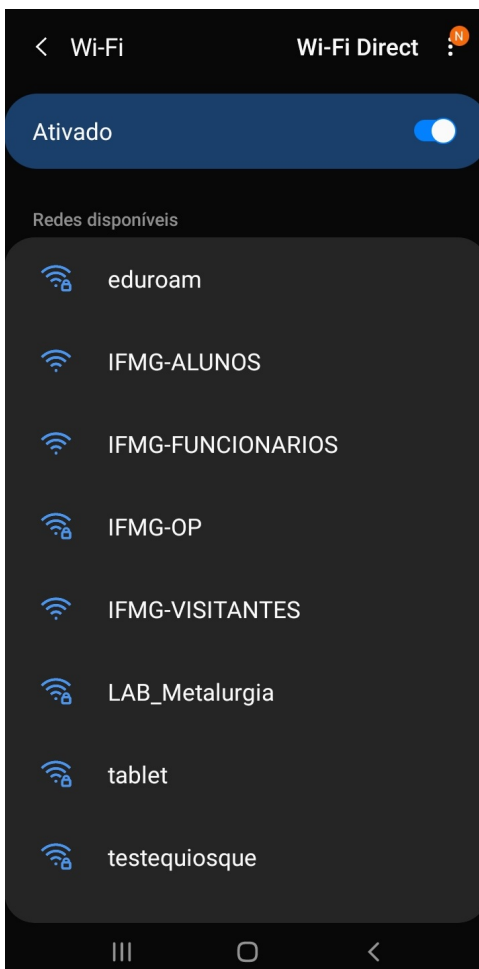 Wi-Fi Wi-Fi Direct N
Ativado
Redes disponíveis
eduroam
IFMG-ALUNOS
IFMG-FUNCIONARIOS
IFMG-OP
IFMG-VISITANTES
LAB_Metalurgia
tablet
testequiosque